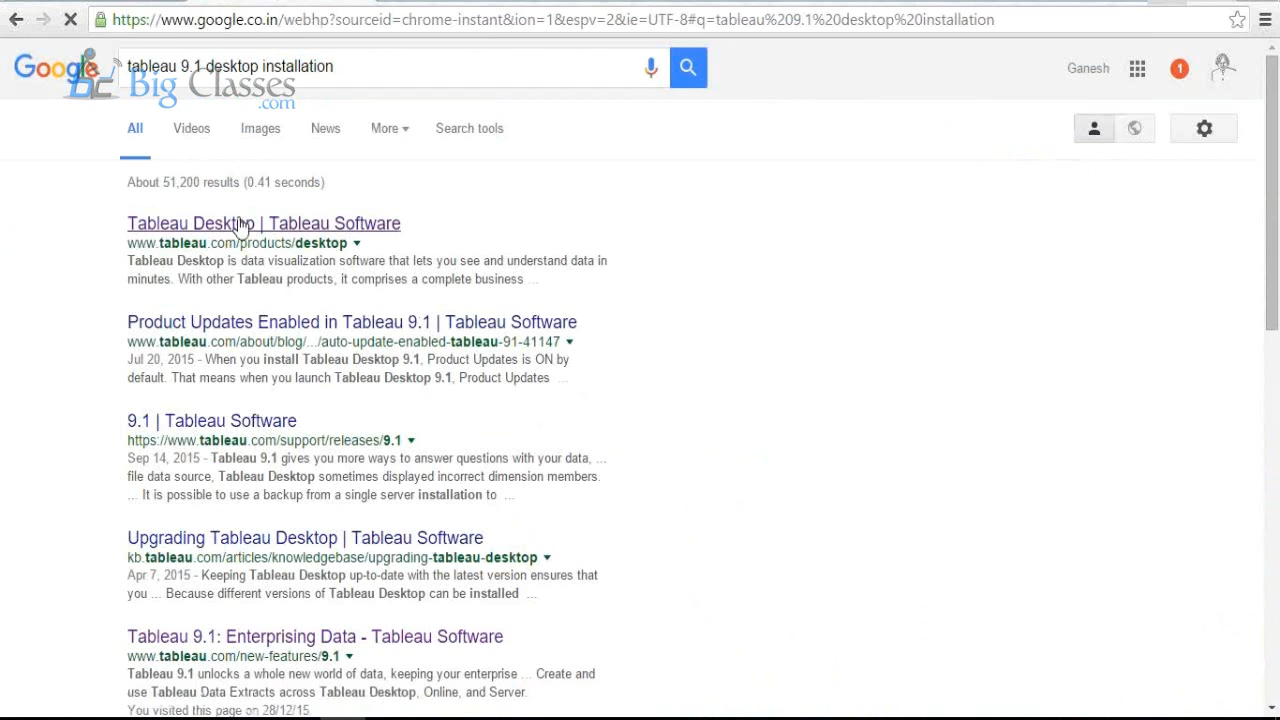 https://www.google.co.in/webhp?sourceid=chrome-instant&ion=1&espv=2&ie=UTF-8#q=tableau%209.1%20desktop%20installation
Google
tableau 9.1 desktop installation
Ganesh
1
Big Classes
.com
All Videos Images News More Search tools
About 51,200 results (0.41 seconds)
Tableau Desktop | Tableau Software
www.tableau.com/products/desktop
Tableau Desktop is data visualization software that lets you see and understand data in
minutes. With other Tableau products, it comprises a complete business ...
Product Updates Enabled in Tableau 9.1 | Tableau Software
www.tableau.com/about/blog/.../auto-update-enabled-tableau-91-41147
Jul 20, 2015 - When you install Tableau Desktop 9.1, Product Updates is ON by
default. That means when you launch Tableau Desktop 9.1, Product Updates ...
9.1 | Tableau Software
https://www.tableau.com/support/releases/9.1
Sep 14, 2015 - Tableau 9.1 gives you more ways to answer questions with your data, ...
file data source, Tableau Desktop sometimes displayed incorrect dimension members.
... It is possible to use a backup from a single server installation to ...
Upgrading Tableau Desktop | Tableau Software
kb.tableau.com/articles/knowledgebase/upgrading-tableau-desktop
Apr 7, 2015 - Keeping Tableau Desktop up-to-date with the latest version ensures that
you ... Because different versions of Tableau Desktop can be installed ...
Tableau 9.1: Enterprising Data - Tableau Software
www.tableau.com/new-features/9.1
Tableau 9.1 unlocks a whole new world of data, keeping your enterprise ... Create and
use Tableau Data Extracts across Tableau Desktop, Online, and Server.
You visited this page on 28/12/15.